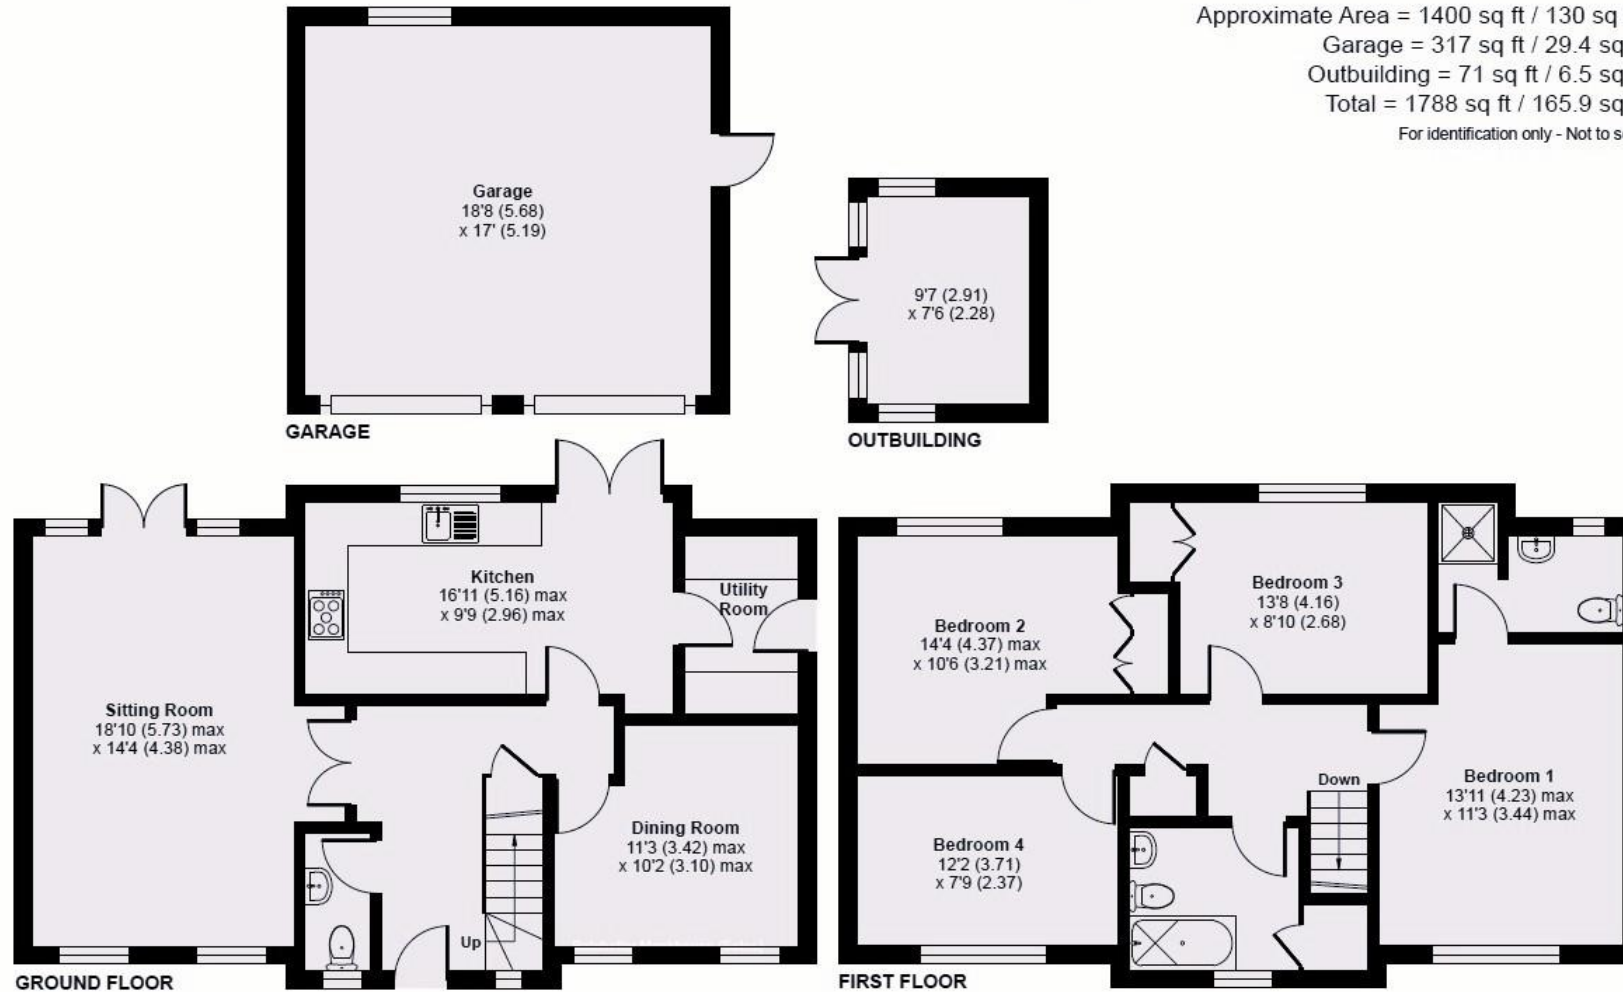 Approximate Area = 1400 sq ft / 130 sq
Garage = 317 sq ft / 29.4 sq
Outbuilding = 71 sq ft / 6.5 sq
Total = 1788 sq ft / 165.9 sq
For identification only - Not to s
Garage
18'8 (5.68)
x 17' (5.19)
GARAGE
9'7 (2.91)
x 7'6 (2.28)
OUTBUILDING
Kitchen
16'11 (5.16) max
x 9'9 (2.96) max
Utility
Room
Sitting Room
18'10 (5.73) max
x 14'4 (4.38) max
Dining Room
11'3 (3.42) max
x 10'2 (3.10) max
Up
GROUND FLOOR
Bedroom 3
13'8 (4.16)
x 8'10 (2.68)
Bedroom 2
14'4 (4.37) max
x 10'6 (3.21) max
Down
Bedroom 1
13'11 (4.23) max
x 11'3 (3.44) max
Bedroom 4
12'2 (3.71)
x 7'9 (2.37)
FIRST FLOOR